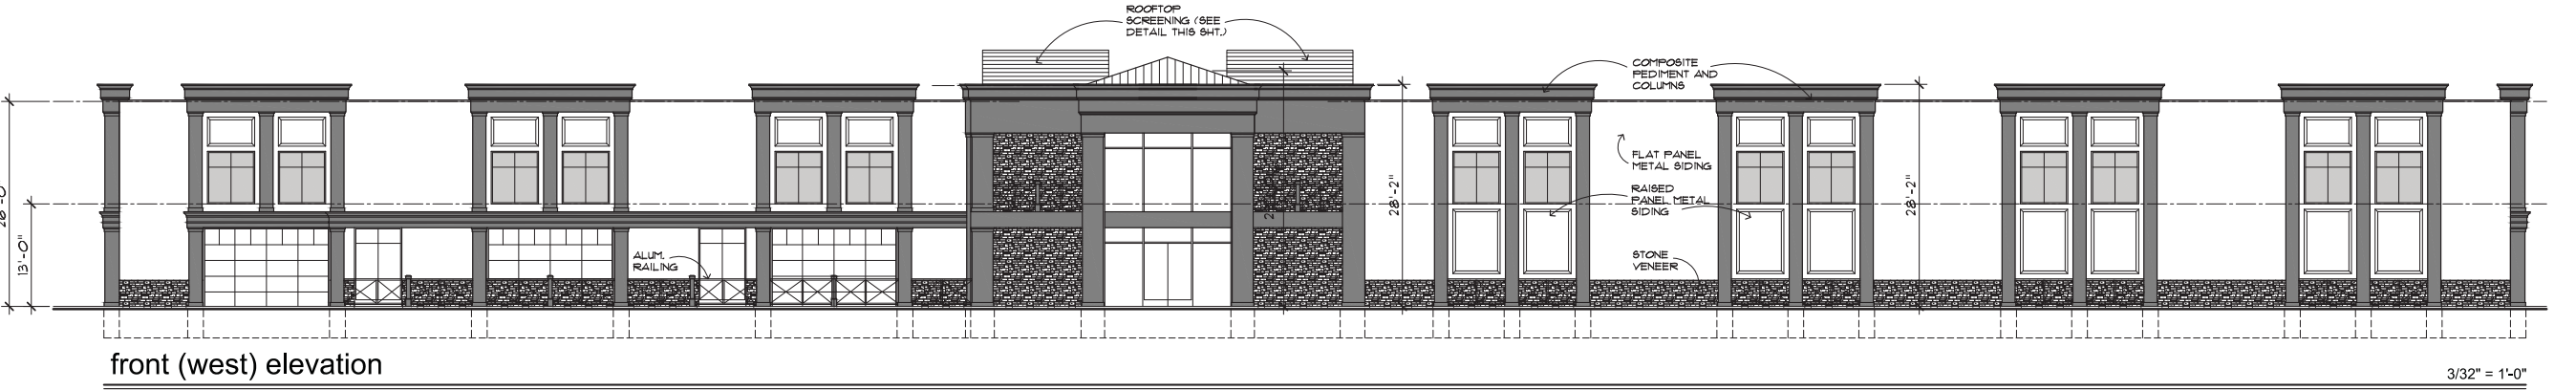 ROOFTOP
SCREENING (SEE
DETAIL THIS SHT.)
COMPOSITE
PEDIMENT AND
COLUMNS
FLAT PANEL
METAL SIDING
RAISED
PANEL METAL
SIDING
STONE
VENEER
ALUM.
RAILING
13'-0"
28'-2"
28'-2"
front (west) elevation
3/32" = 1'-0"